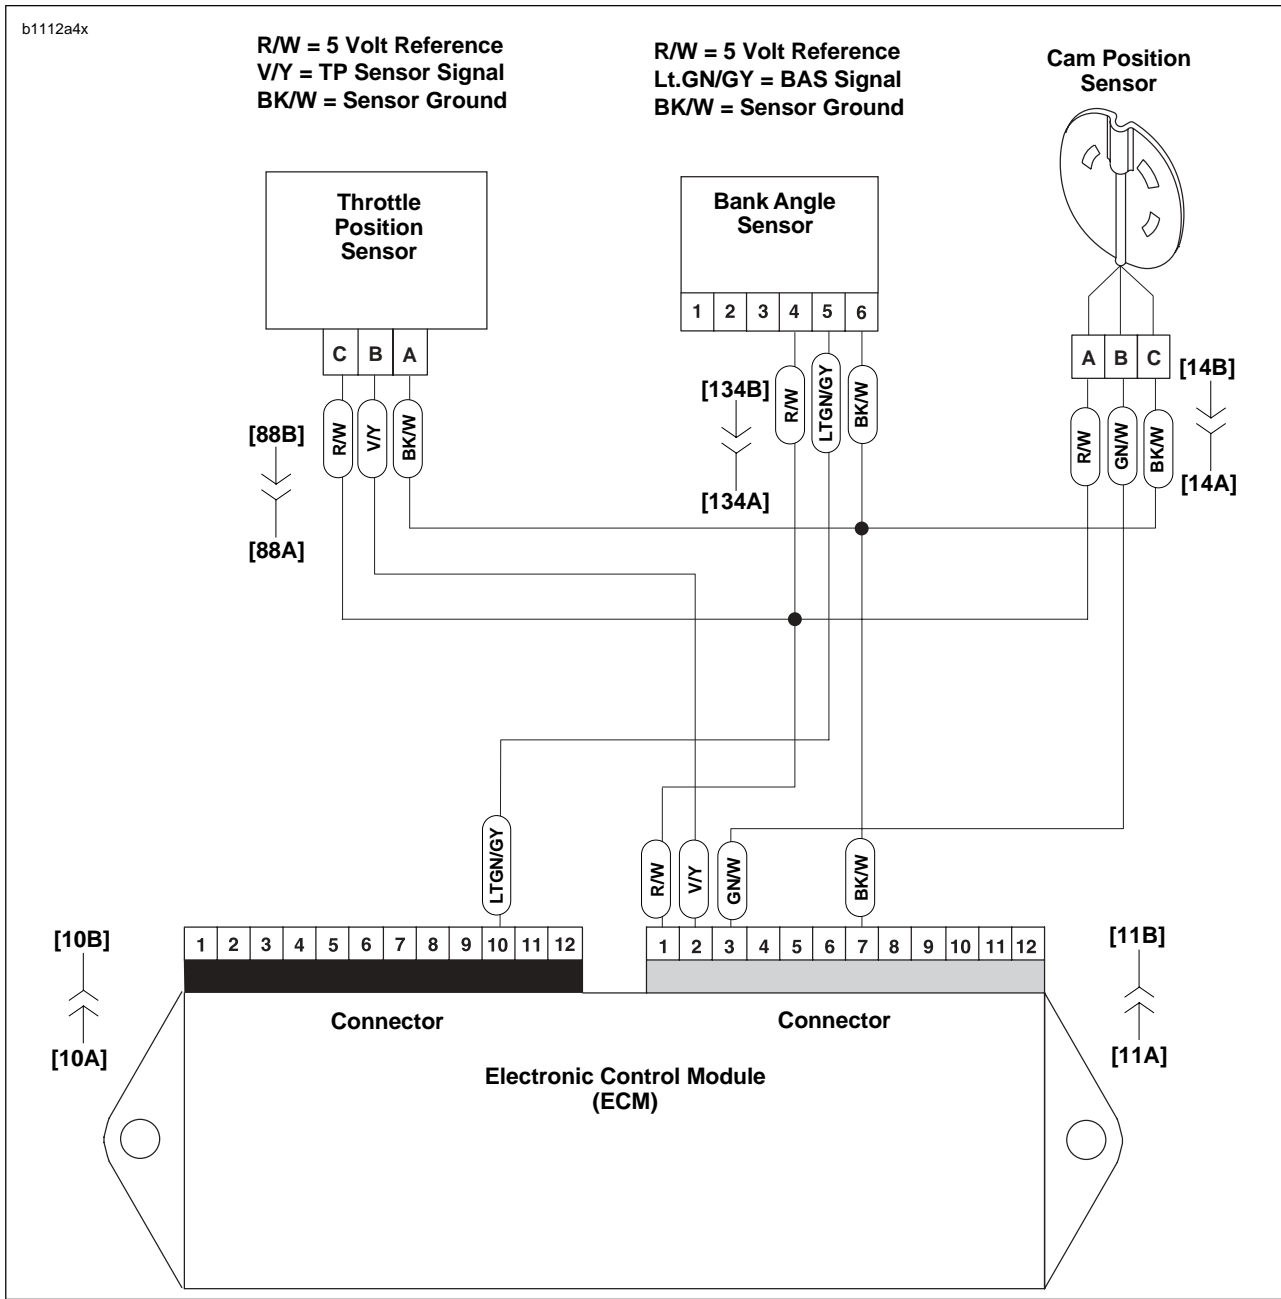 b1112a4x
R/W = 5 Volt Reference
V/Y = TP Sensor Signal
BK/W = Sensor Ground
R/W = 5 Volt Reference
Lt.GN/GY = BAS Signal
BK/W = Sensor Ground
Cam Position
Sensor
Throttle
Position
Sensor
C B A
Bank Angle
Sensor
1 2 3 4 5 6
A B C
[88B]
[88A]
R/W
V/Y
BK/W
[134B]
[134A]
R/W
LTGN/GY
BK/W
R/W
GN/W
BK/W
[14B]
[14A]
LTGN/GY
R/W
V/Y
GN/W
BK/W
[10B]
[10A]
1 2 3 4 5 6 7 8 9 10 11 12
1 2 3 4 5 6 7 8 9 10 11 12
[11B]
[11A]
Connector
Connector
Electronic Control Module
(ECM)